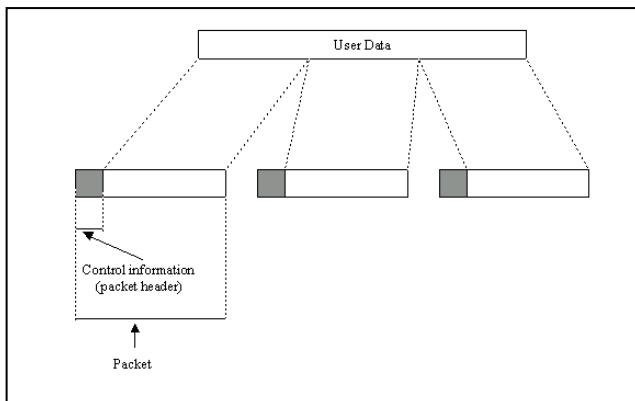 User Data
Control information
(packet header)
Packet